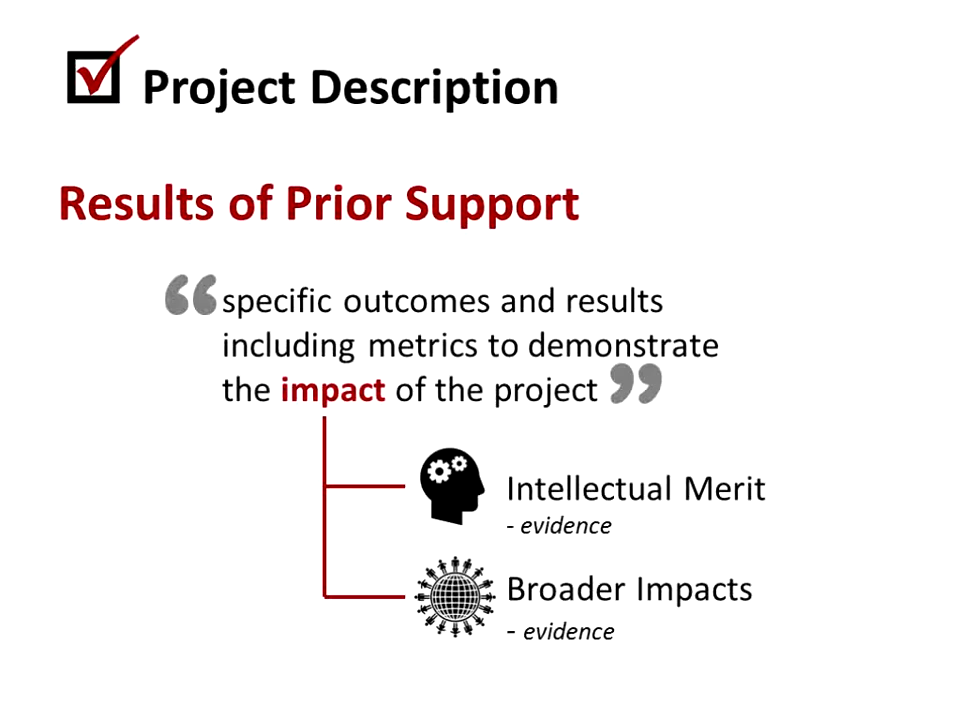 Project Description
Results of Prior Support
“specific outcomes and results
including metrics to demonstrate
the impact of the project”
Intellectual Merit
- evidence
Broader Impacts
- evidence